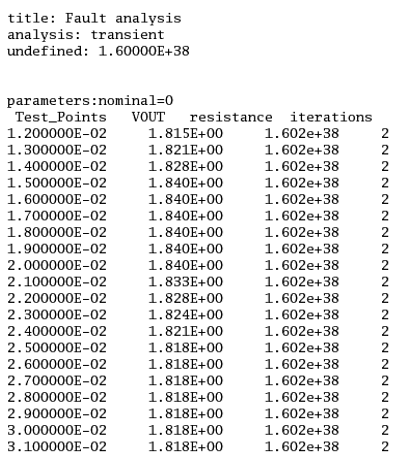 title: Fault analysis
analysis: transient
undefined: 1.60000E+38
parameters:nominal=0
Test_Points VOUT resistance iterations
1.200000E-02 1.815E+00 1.602e+38 2
1.300000E-02 1.821E+00 1.602e+38 2
1.400000E-02 1.828E+00 1.602e+38 2
1.500000E-02 1.840E+00 1.602e+38 2
1.600000E-02 1.840E+00 1.602e+38 2
1.700000E-02 1.840E+00 1.602e+38 2
1.800000E-02 1.840E+00 1.602e+38 2
1.900000E-02 1.840E+00 1.602e+38 2
2.000000E-02 1.840E+00 1.602e+38 2
2.100000E-02 1.833E+00 1.602e+38 2
2.200000E-02 1.828E+00 1.602e+38 2
2.300000E-02 1.824E+00 1.602e+38 2
2.400000E-02 1.821E+00 1.602e+38 2
2.500000E-02 1.818E+00 1.602e+38 2
2.600000E-02 1.818E+00 1.602e+38 2
2.700000E-02 1.818E+00 1.602e+38 2
2.800000E-02 1.818E+00 1.602e+38 2
2.900000E-02 1.818E+00 1.602e+38 2
3.000000E-02 1.818E+00 1.602e+38 2
3.100000E-02 1.818E+00 1.602e+38 2